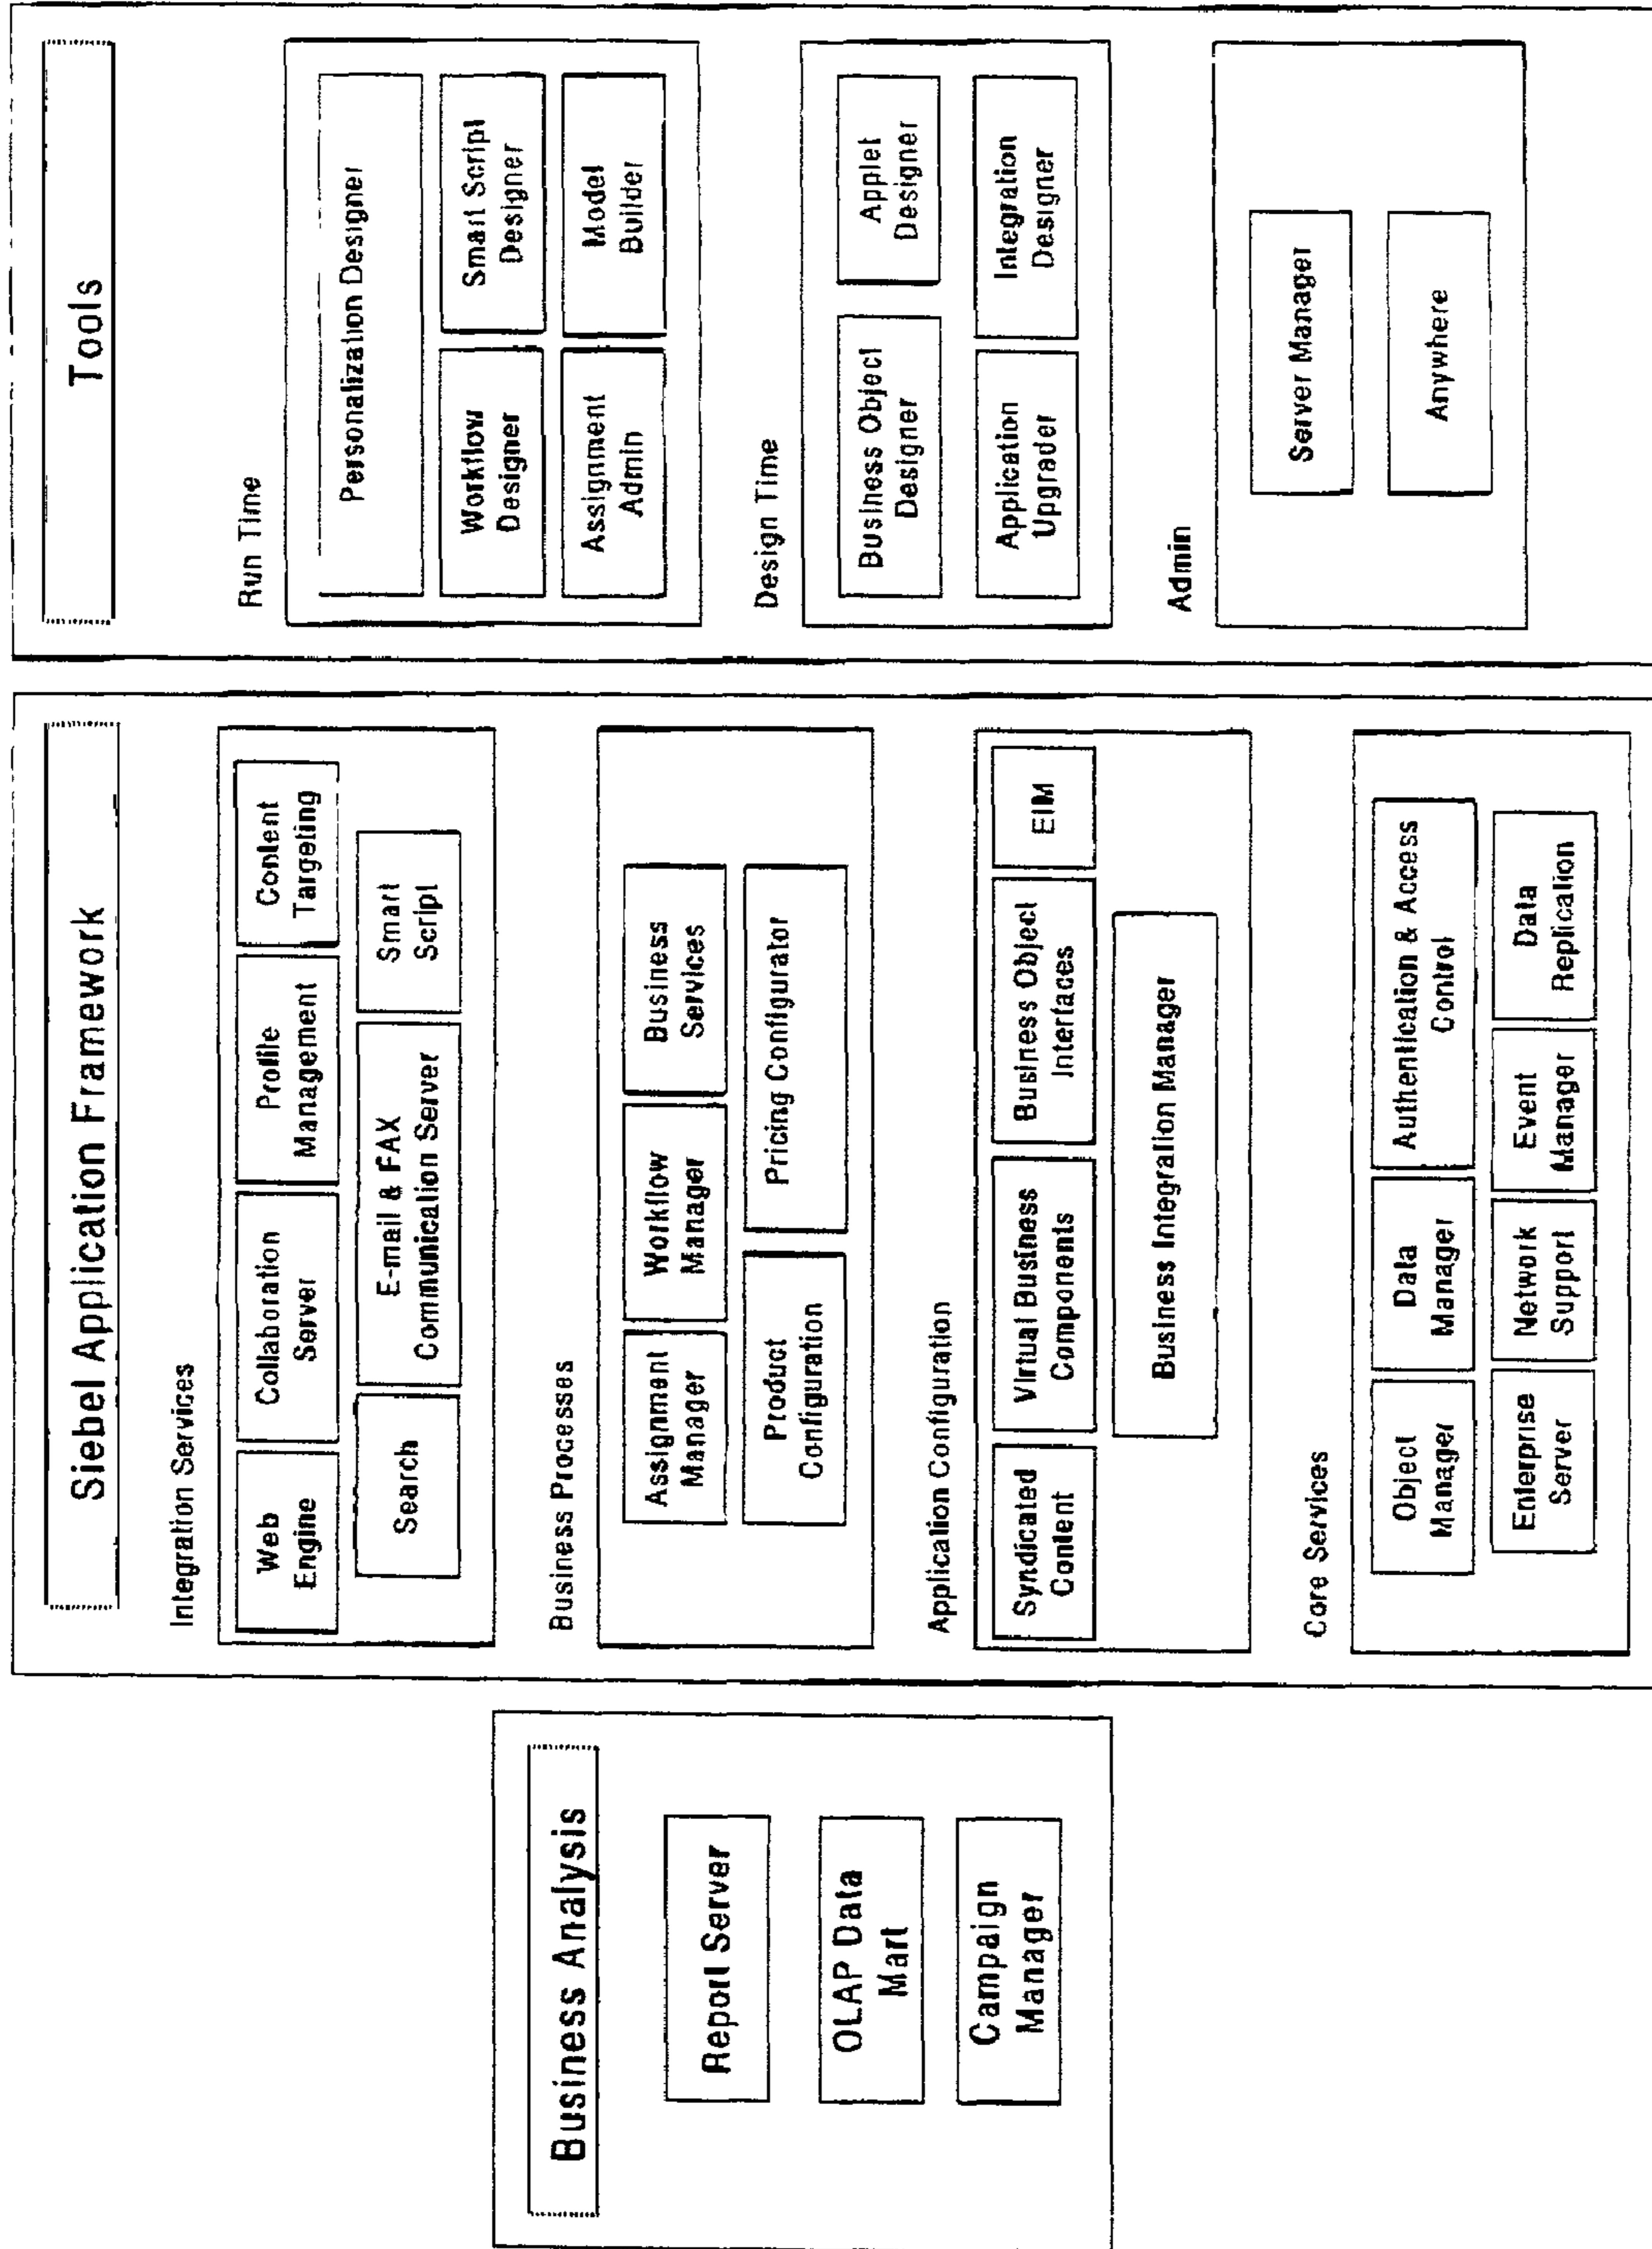 Business Analysis
Report Server
OLAP Data
Mart
Campaign
Manager
Siebel Application Framework
Integration Services
Web
Engine
Collaboration
Server
Profile
Management
Content
Targeting
Search
E-mail & FAX
Communication Server
Smart
Script
Business Processes
Assignment
Manager
Workflow
Manager
Business
Services
Product
Configuration
Pricing Configurator
Application Configuration
Syndicated
Content
Virtual Business
Components
Business Object
Interfaces
EIM
Business Integration Manager
Core Services
Object
Manager
Data
Manager
Authentication & Access
Control
Enterprise
Server
Network
Support
Event
Manager
Data
Replication
Tools
Run Time
Personalization Designer
Workflow
Designer
Smart Script
Designer
Assignment
Admin
Model
Builder
Design Time
Business Object
Designer
Applet
Designer
Application
Upgrader
Integration
Designer
Admin
Server Manager
Anywhere